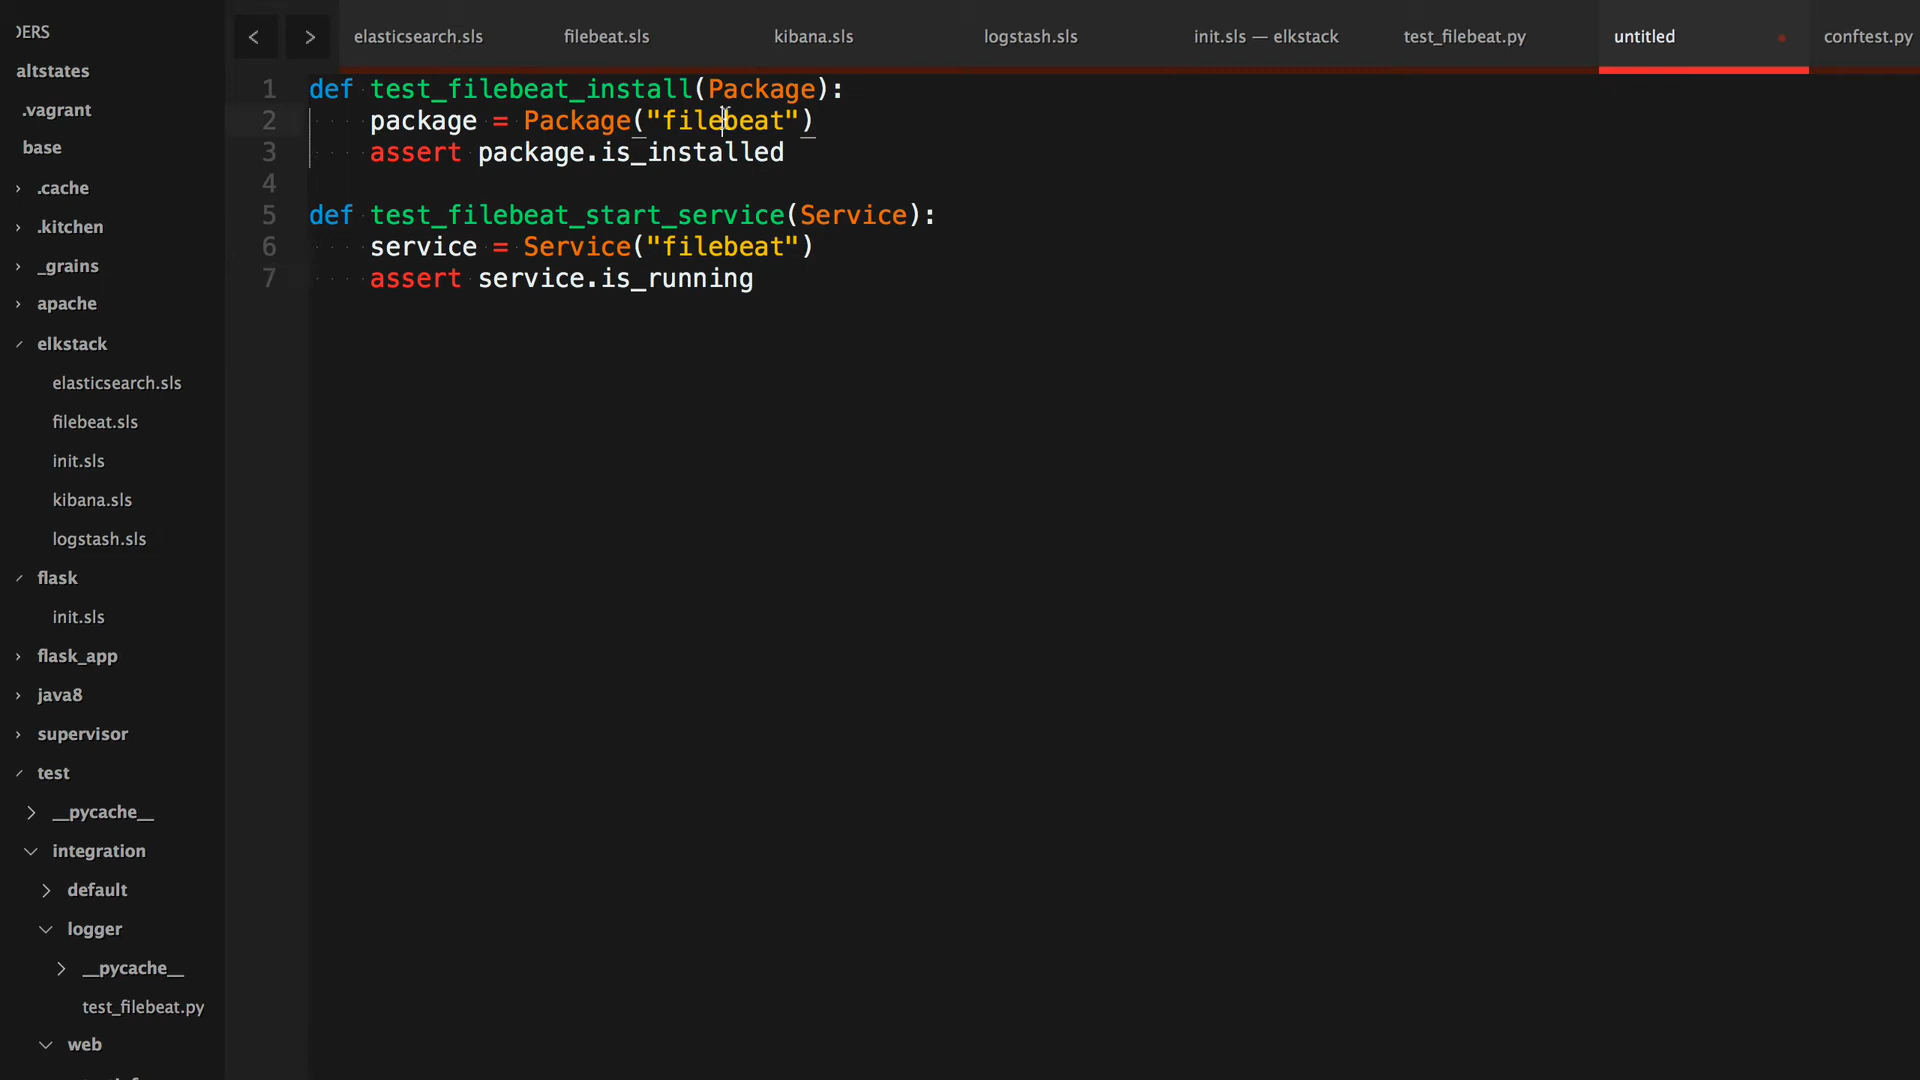 DERS
altstates
.vagrant
base
.cache
.kitchen
_grains
apache
elkstack
elasticsearch.sls
filebeat.sls
init.sls
kibana.sls
logstash.sls
flask
init.sls
flask_app
java8
supervisor
test
__pycache__
integration
default
logger
__pycache__
test_filebeat.py
web
< > elasticsearch.sls filebeat.sls kibana.sls logstash.sls init.sls — elkstack test_filebeat.py untitled conftest.py
1 def test_filebeat_install(Package):
2 package = Package("filebeat")
3 assert package.is_installed
4
5 def test_filebeat_start_service(Service):
6 service = Service("filebeat")
7 assert service.is_running